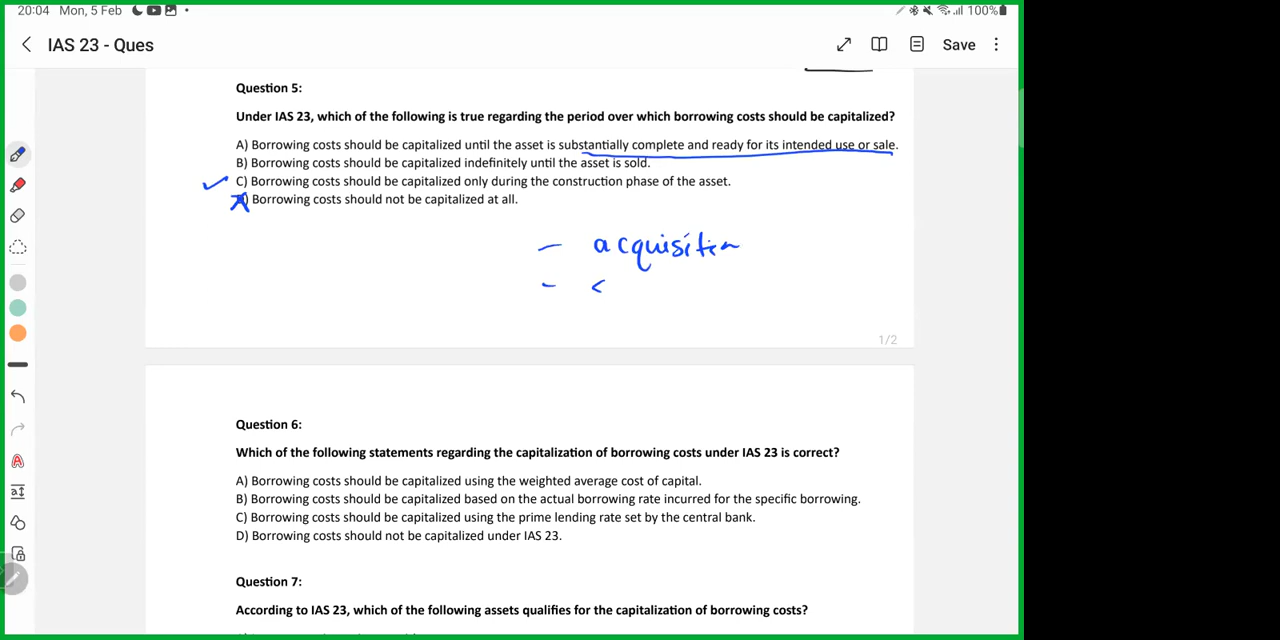 20:04 Mon, 5 Feb
100%
IAS 23 - Ques
Save
Question 5:
Under IAS 23, which of the following is true regarding the period over which borrowing costs should be capitalized?
A) Borrowing costs should be capitalized until the asset is substantially complete and ready for its intended use or sale.
B) Borrowing costs should be capitalized indefinitely until the asset is sold.
C) Borrowing costs should be capitalized only during the construction phase of the asset.
Borrowing costs should not be capitalized at all.
- acquisition
-
1/2
Question 6:
Which of the following statements regarding the capitalization of borrowing costs under IAS 23 is correct?
A) Borrowing costs should be capitalized using the weighted average cost of capital.
B) Borrowing costs should be capitalized based on the actual borrowing rate incurred for the specific borrowing.
C) Borrowing costs should be capitalized using the prime lending rate set by the central bank.
D) Borrowing costs should not be capitalized under IAS 23.
Question 7:
According to IAS 23, which of the following assets qualifies for the capitalization of borrowing costs?